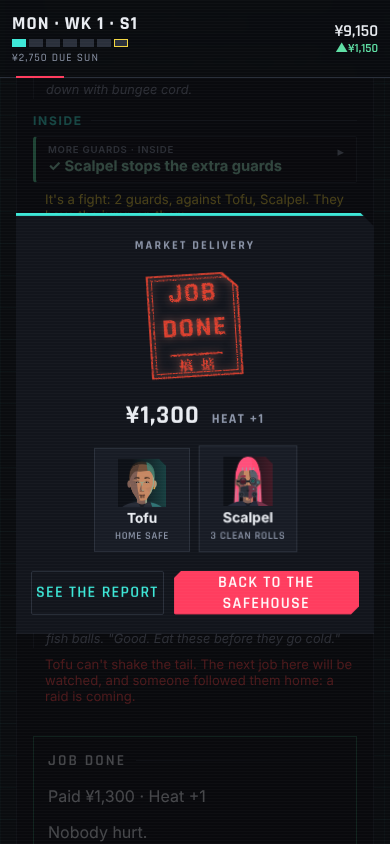 MON · WK 1 · S1
¥9,150
▲¥1,150
¥2,750 DUE SUN
down with bungee cord.
INSIDE
MORE GUARDS · INSIDE
✓ Scalpel stops the extra guards
It's a fight: 2 guards, against Tofu, Scalpel. They
MARKET DELIVERY
JOB
DONE
¥1,300 HEAT +1
Tofu
HOME SAFE
Scalpel
3 CLEAN ROLLS
SEE THE REPORT
BACK TO THE
SAFEHOUSE
fish balls. "Good. Eat these before they go cold."
Tofu can't shake the tail. The next job here will be
watched, and someone followed them home: a
raid is coming.
JOB DONE
Paid ¥1,300 · Heat +1
Nobody hurt.